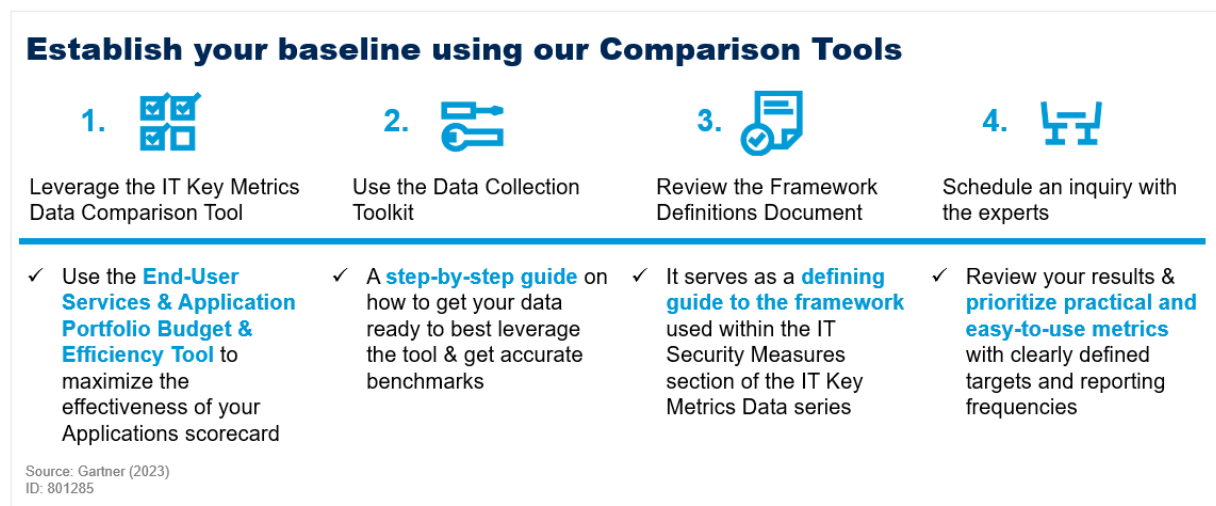 Establish your baseline using our Comparison Tools
1.
Leverage the IT Key Metrics
Data Comparison Tool
2.
Use the Data Collection
Toolkit
3.
Review the Framework
Definitions Document
4.
Schedule an inquiry with
the experts
✓ Use the End-User
Services & Application
Portfolio Budget &
Efficiency Tool to
maximize the
effectiveness of your
Applications scorecard
✓ A step-by-step guide on
how to get your data
ready to best leverage
the tool & get accurate
benchmarks
✓ It serves as a defining
guide to the framework
used within the IT
Security Measures
section of the IT Key
Metrics Data series
✓ Review your results &
prioritize practical and
easy-to-use metrics
with clearly defined
targets and reporting
frequencies
Source: Gartner (2023)
ID: 801285